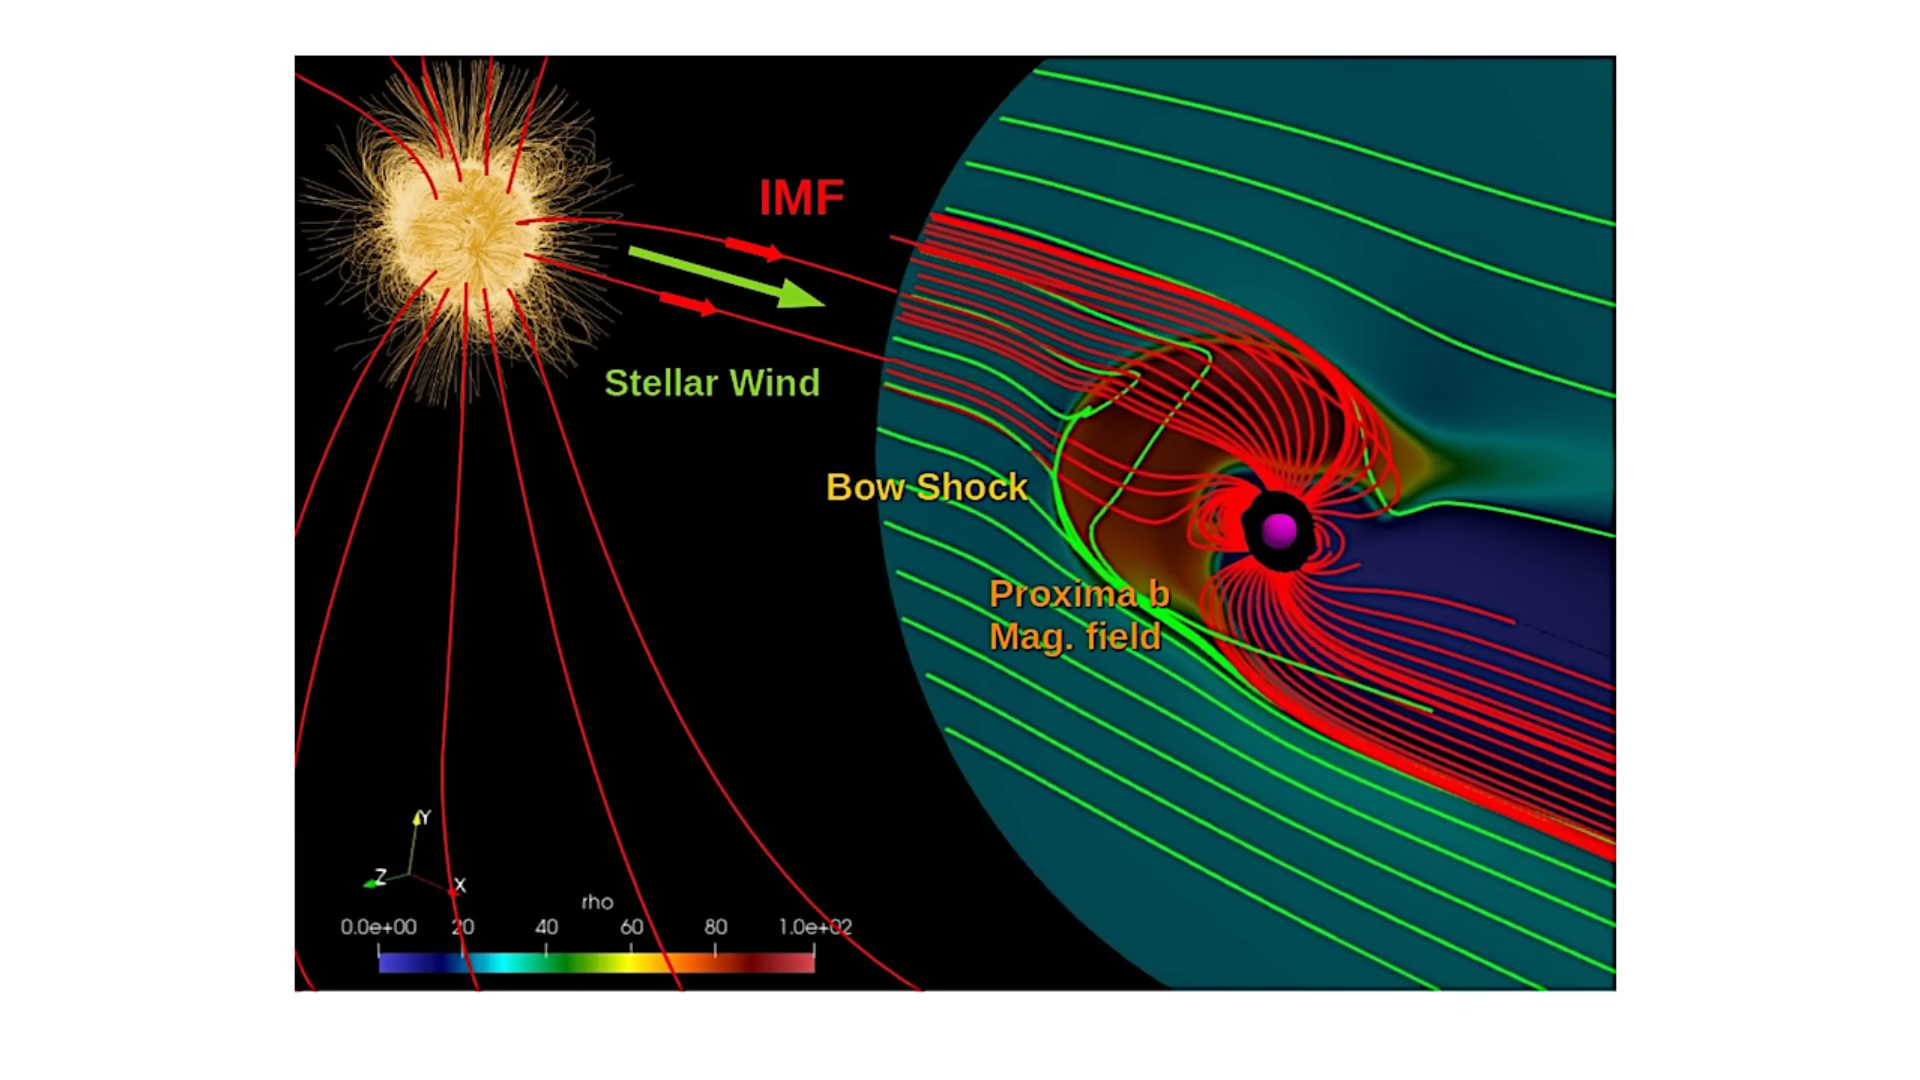 IMF
Stellar Wind
Bow Shock
Proxima b
Mag. field
Y
Z
X
rho
0.0e+00 20 40 60 80 1.0e+02